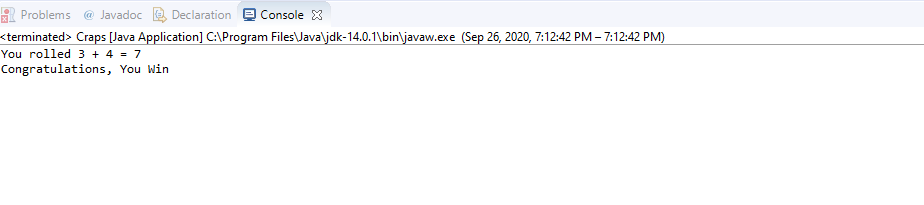 Problems @ Javadoc Declaration Console
<terminated> Craps [Java Application] C:\Program Files\Java\jdk-14.0.1\bin\javaw.exe (Sep 26, 2020, 7:12:42 PM – 7:12:42 PM)
You rolled 3 + 4 = 7
Congratulations, You Win